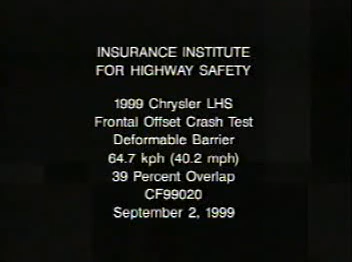 INSURANCE INSTITUTE
FOR HIGHWAY SAFETY
1999 Chrysler LHS
Frontal Offset Crash Test
Deformable Barrier
64.7 kph (40.2 mph)
39 Percent Overlap
CF99020
September 2, 1999